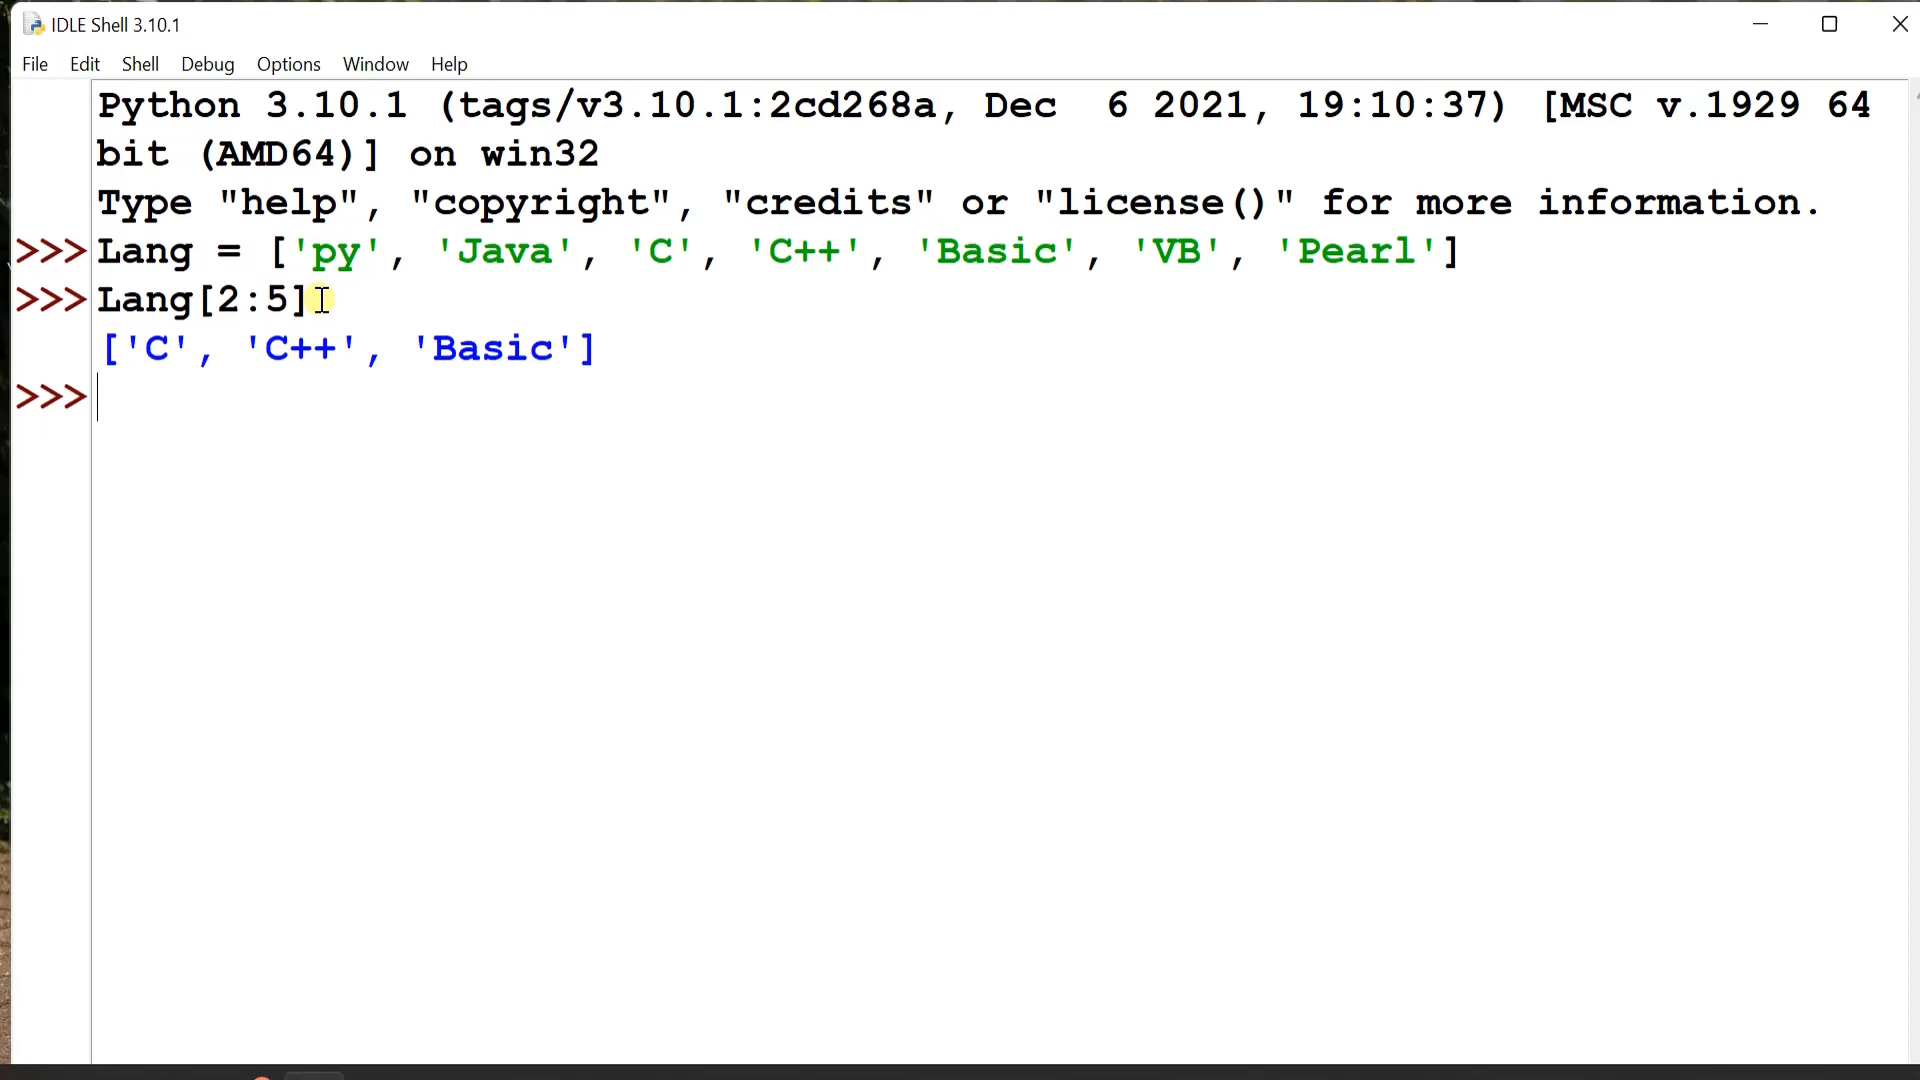 IDLE Shell 3.10.1
File Edit Shell Debug Options Window Help
Python 3.10.1 (tags/v3.10.1:2cd268a, Dec  6 2021, 19:10:37) [MSC v.1929 64
bit (AMD64)] on win32
Type "help", "copyright", "credits" or "license()" for more information.
>>> Lang = ['py', 'Java', 'C', 'C++', 'Basic', 'VB', 'Pearl']
>>> Lang[2:5]
['C', 'C++', 'Basic']
>>>